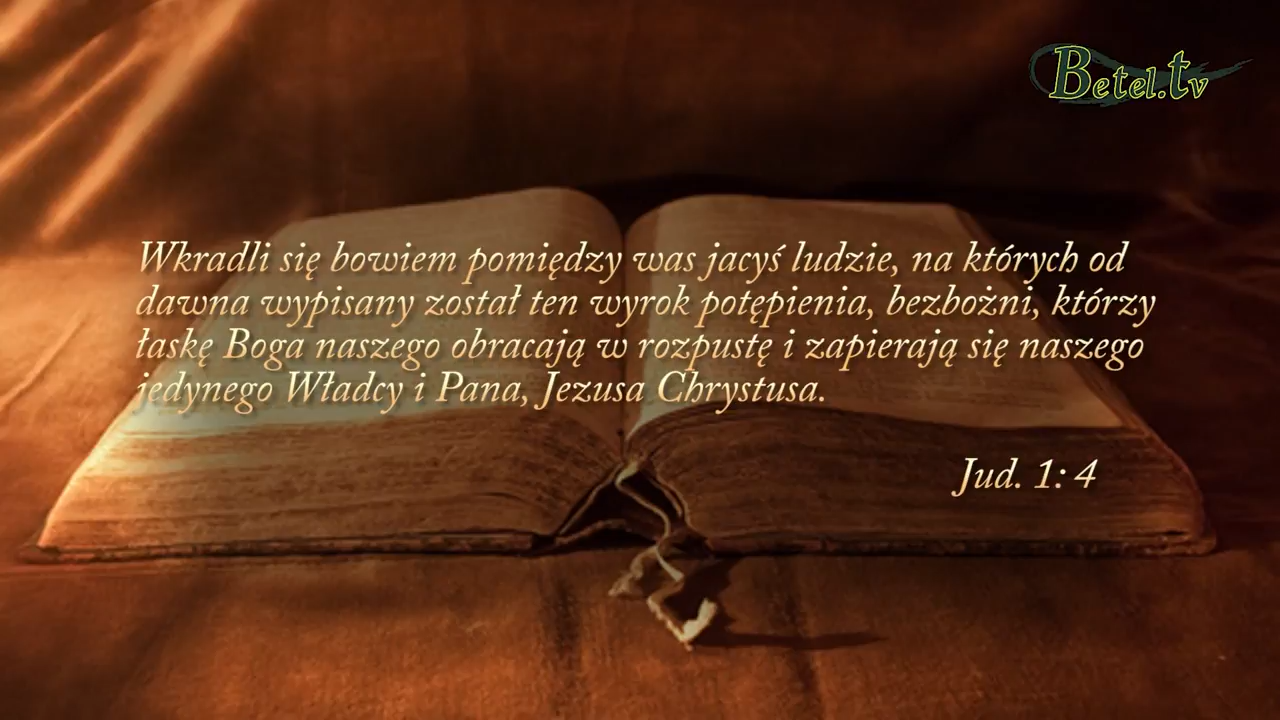 Betel.tv
Wkradli się bowiem pomiędzy was jacyś ludzie, na których od
dawna wypisany został ten wyrok potępienia, bezbożni, którzy
łaskę Boga naszego obracają w rozpustę i zapierają się naszego
jedynego Władcy i Pana, Jezusa Chrystusa.
Jud. 1: 4